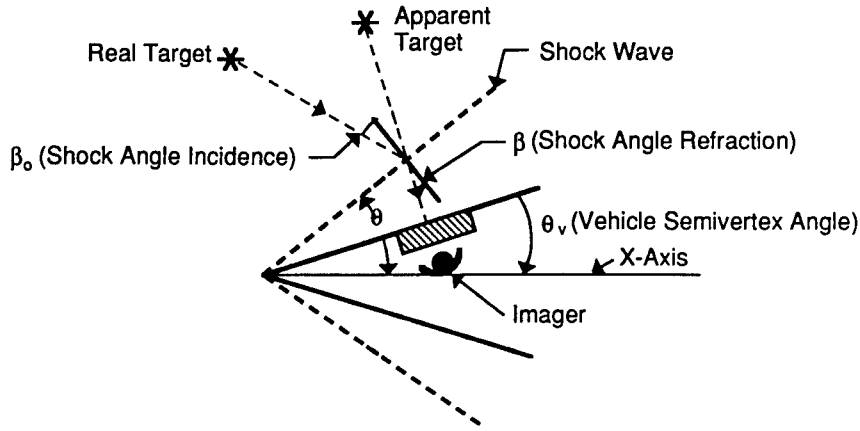 Apparent
Target
Real Target
Shock Wave
β₀ (Shock Angle Incidence)
β (Shock Angle Refraction)
θ
θᵥ (Vehicle Semivertex Angle)
X-Axis
Imager